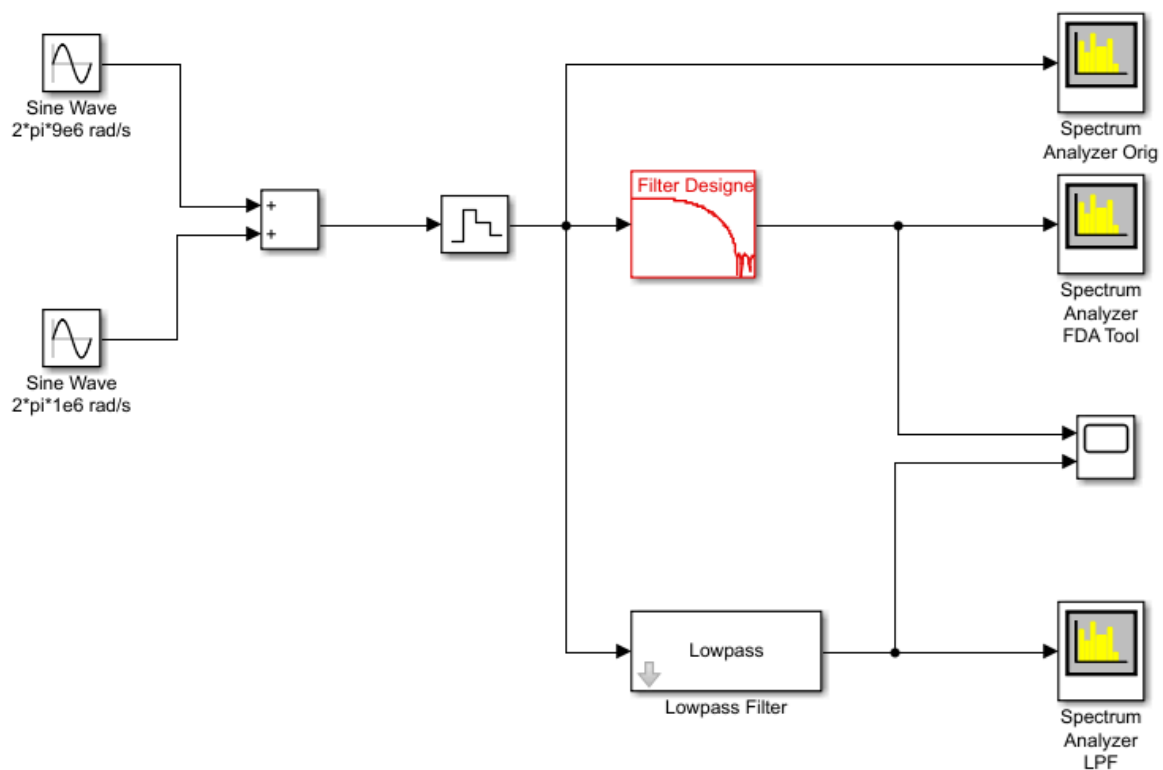 Sine Wave
2*pi*9e6 rad/s
+
+
Sine Wave
2*pi*1e6 rad/s
Filter Designe
Lowpass
Lowpass Filter
Spectrum
Analyzer Orig
Spectrum
Analyzer
FDA Tool
Spectrum
Analyzer
LPF